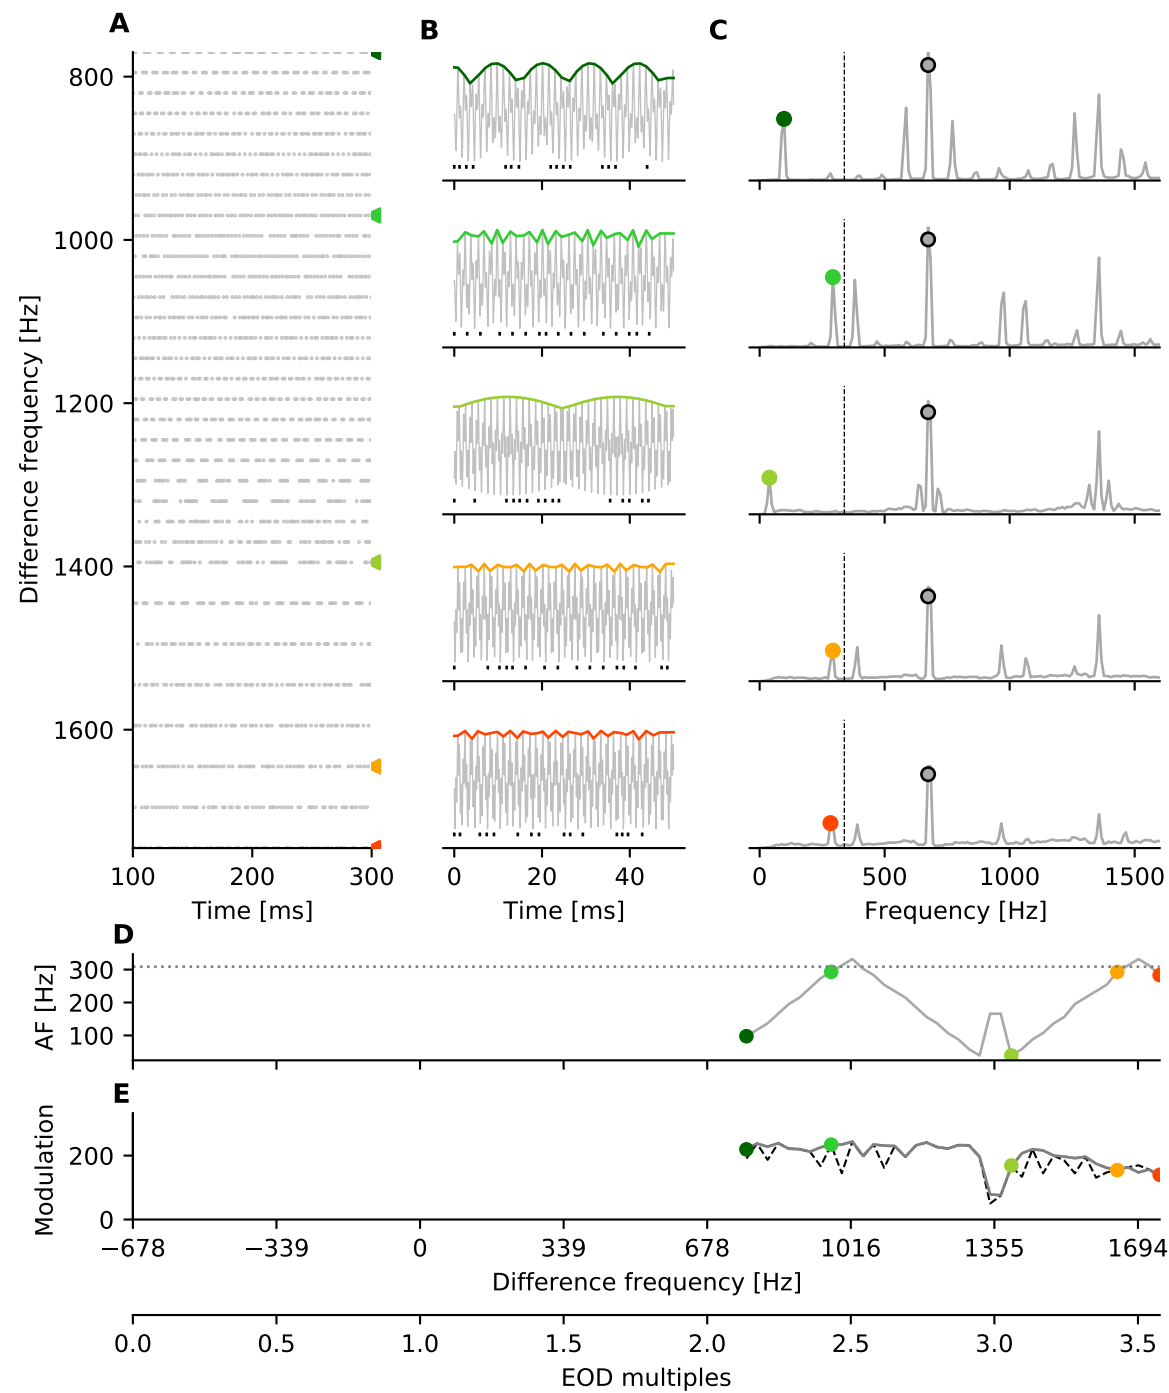 A B C
800
1000
1200
1400
1600
Difference frequency [Hz]
100 200 300 0 20 40 0 500 1000 1500
Time [ms] Time [ms] Frequency [Hz]
D
300
200
100
AF [Hz]
E
200
0
Modulation
−678 −339 0 339 678 1016 1355 1694
Difference frequency [Hz]
0.0 0.5 1.0 1.5 2.0 2.5 3.0 3.5
EOD multiples